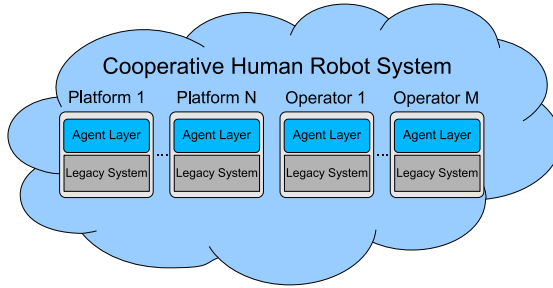 Cooperative Human Robot System
Platform 1 Platform N Operator 1 Operator M
Agent Layer Agent Layer Agent Layer Agent Layer
... ...
Legacy System Legacy System Legacy System Legacy System